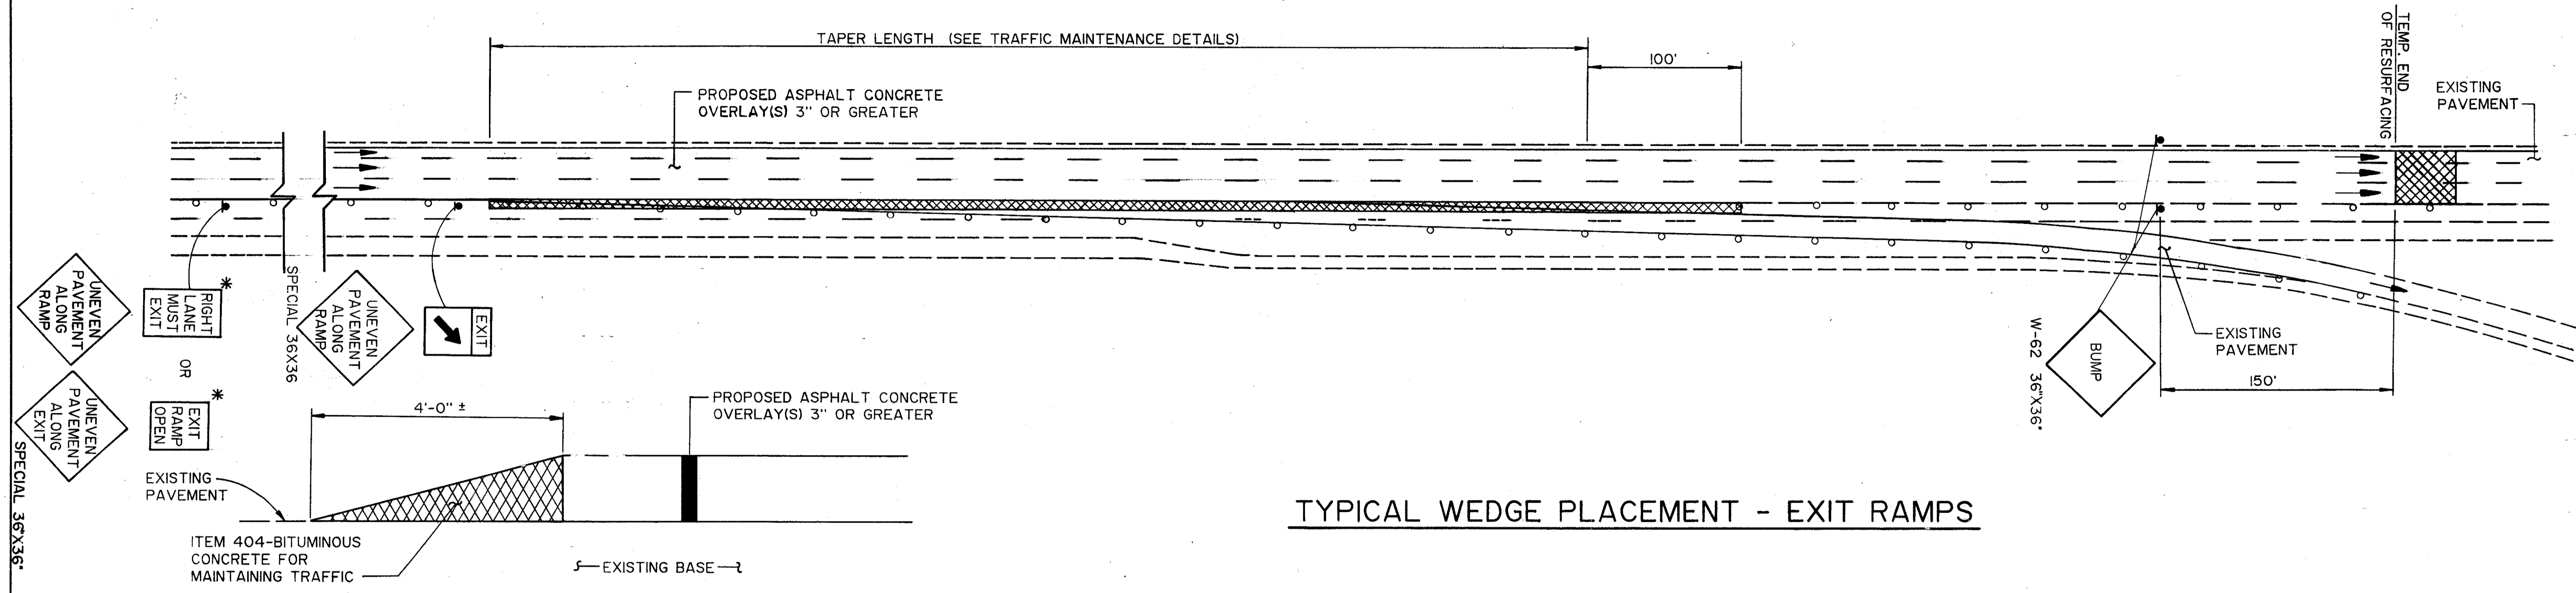 TAPER LENGTH (SEE TRAFFIC MAINTENANCE DETAILS)
100'
TEMP. END
OF RESURFACING
EXISTING
PAVEMENT
PROPOSED ASPHALT CONCRETE
OVERLAY(S) 3" OR GREATER
UNEVEN
PAVEMENT
ALONG
RAMP
*
RIGHT
LANE
MUST
EXIT
OR
SPECIAL 36X36
UNEVEN
PAVEMENT
ALONG
RAMP
EXIT
UNEVEN
PAVEMENT
ALONG
EXIT
*
EXIT
RAMP
OPEN
SPECIAL 36"X36"
W-62 36"X36"
BUMP
EXISTING
PAVEMENT
150'
4'-0" ±
PROPOSED ASPHALT CONCRETE
OVERLAY(S) 3" OR GREATER
EXISTING
PAVEMENT
ITEM 404-BITUMINOUS
CONCRETE FOR
MAINTAINING TRAFFIC
EXISTING BASE
TYPICAL WEDGE PLACEMENT - EXIT RAMPS